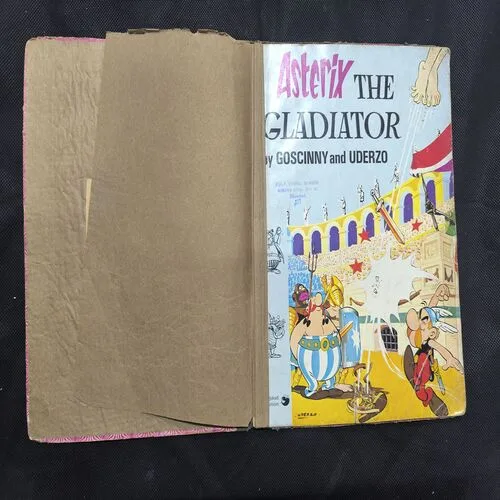 Asterix THE
GLADIATOR
by GOSCINNY and UDERZO